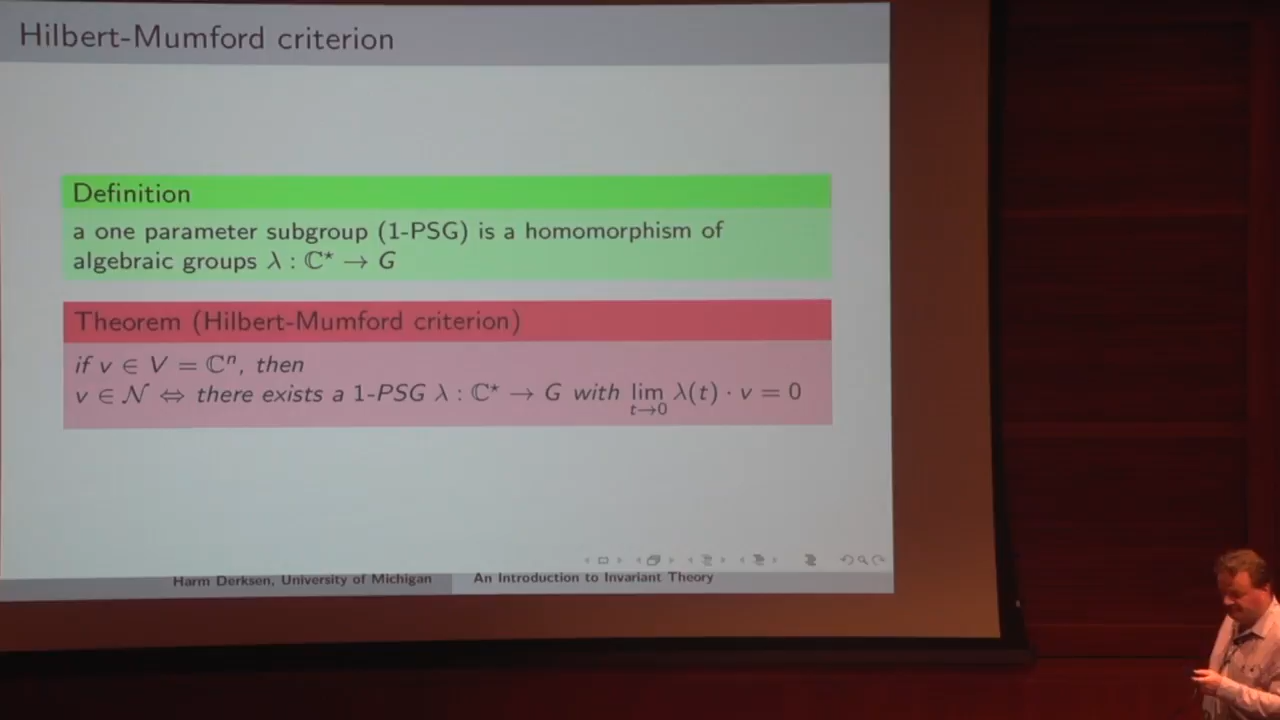 Hilbert-Mumford criterion
Definition
a one parameter subgroup (1-PSG) is a homomorphism of
algebraic groups λ : ℂ⋆ → G
Theorem (Hilbert-Mumford criterion)
if v ∈ V = ℂⁿ, then
v ∈ 𝒩 ⇔ there exists a 1-PSG λ : ℂ⋆ → G with lim λ(t) · v = 0
t→0
Harm Derksen, University of Michigan
An Introduction to Invariant Theory